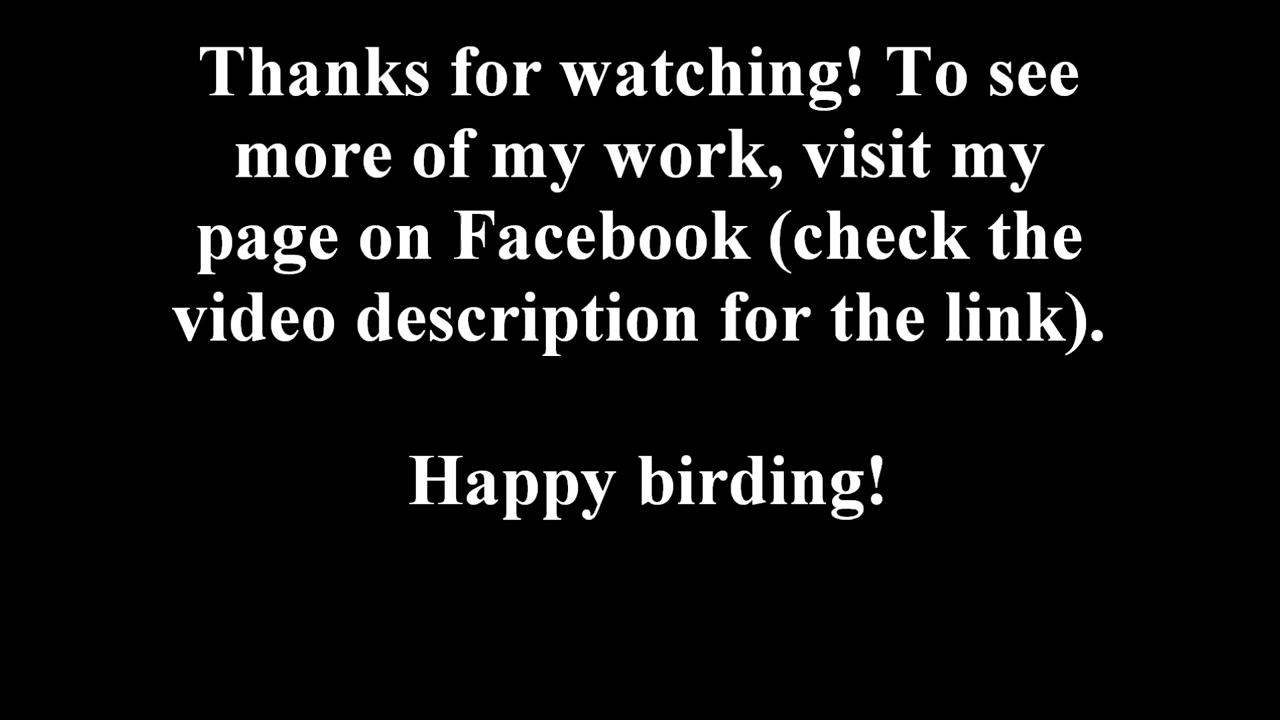 Thanks for watching! To see
more of my work, visit my
page on Facebook (check the
video description for the link).
Happy birding!